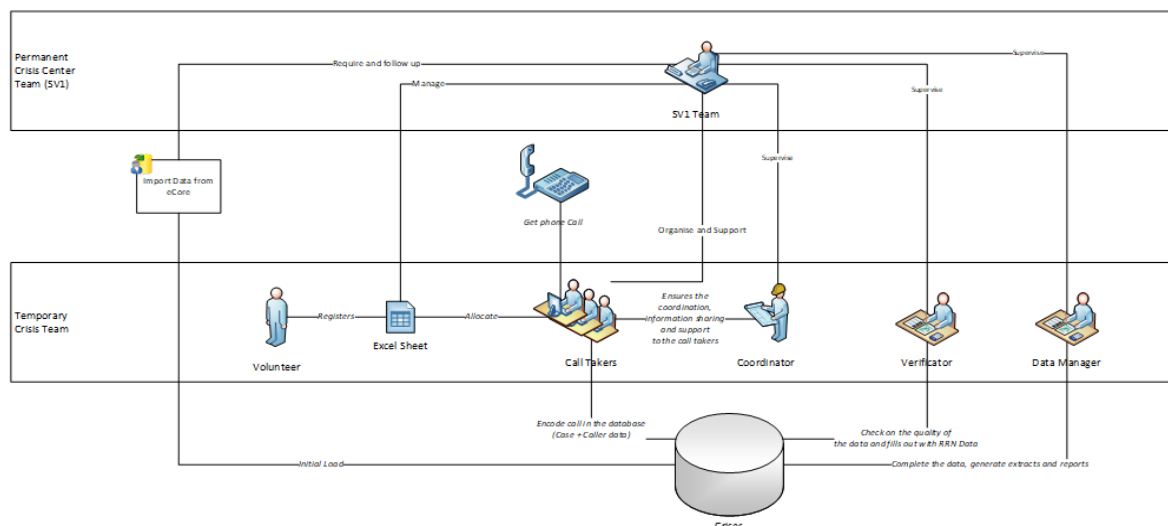 Permanent
Crisis Center
Team (SV1)
Require and follow up
Manage
Supervise
Supervise
SV1 Team
Import Data from
eCore
Supervise
Get phone Call
Organise and Support
Temporary
Crisis Team
Volunteer
Registers
Excel Sheet
Allocate
Call Takers
Ensures the
coordination,
information sharing
and support
to the call takers
Coordinator
Verificator
Data Manager
Encode call in the database
(Case + Caller data)
Check on the quality of
the data and fills out with RRN Data
Initial Load
Complete the data, generate extracts and reports